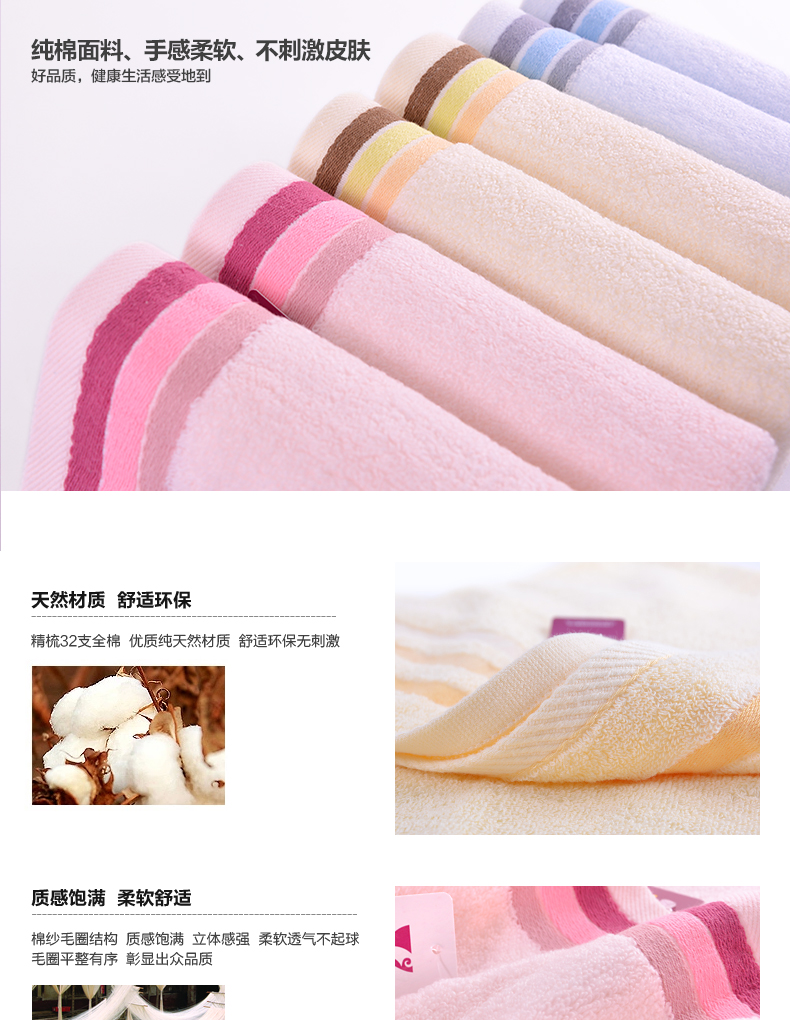 纯棉面料、手感柔软、不刺激皮肤
好品质，健康生活感受地到
天然材质 舒适环保
精梳32支全棉 优质纯天然材质 舒适环保无刺激
质感饱满 柔软舒适
棉纱毛圈结构 质感饱满 立体感强 柔软透气不起球
毛圈平整有序 彰显出众品质